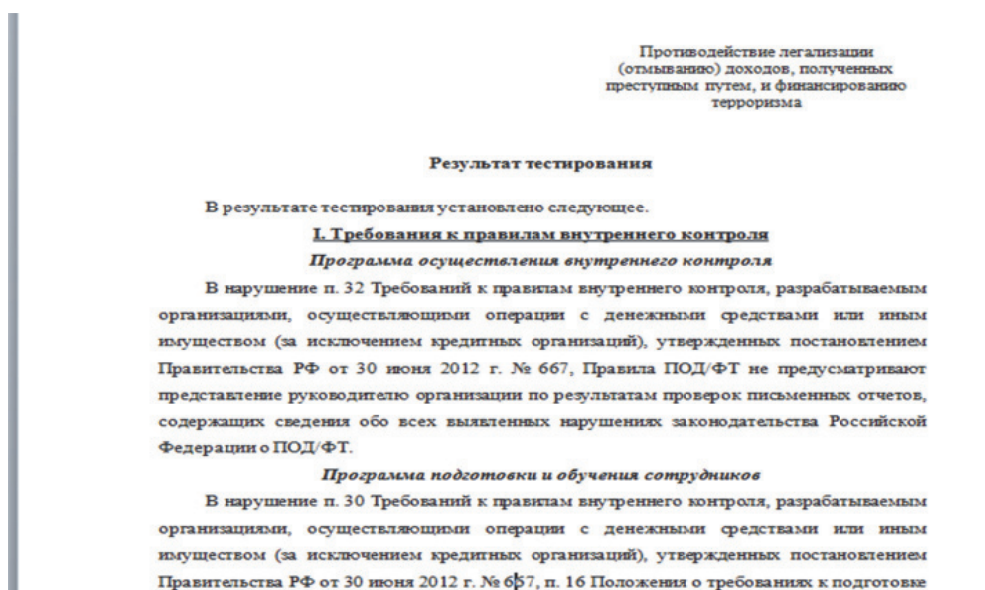 Противодействие легализации
(отмыванию) доходов, полученных
преступным путем, и финансированию
терроризма
Результат тестирования
В результате тестирования установлено следующее.
I. Требования к правилам внутреннего контроля
Программа осуществления внутреннего контроля
В нарушение п. 32 Требований к правилам внутреннего контроля, разрабатываемым
организациями, осуществляющими операции с денежными средствами или иным
имуществом (за исключением кредитных организаций), утвержденных постановлением
Правительства РФ от 30 июня 2012 г. № 667, Правила ПОД/ФТ не предусматривают
представление руководителю организации по результатам проверок письменных отчетов,
содержащих сведения обо всех выявленных нарушениях законодательства Российской
Федерации о ПОД/ФТ.
Программа подготовки и обучения сотрудников
В нарушение п. 30 Требований к правилам внутреннего контроля, разрабатываемым
организациями, осуществляющими операции с денежными средствами или иным
имуществом (за исключением кредитных организаций), утвержденных постановлением
Правительства РФ от 30 июня 2012 г. № 667, п. 16 Положения о требованиях к подготовке